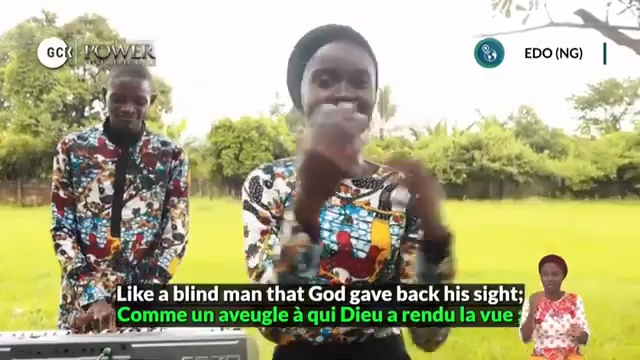 GCK
POWER
EDO (NG)
Like a blind man that God gave back his sight;
Comme un aveugle à qui Dieu a rendu la vue ;